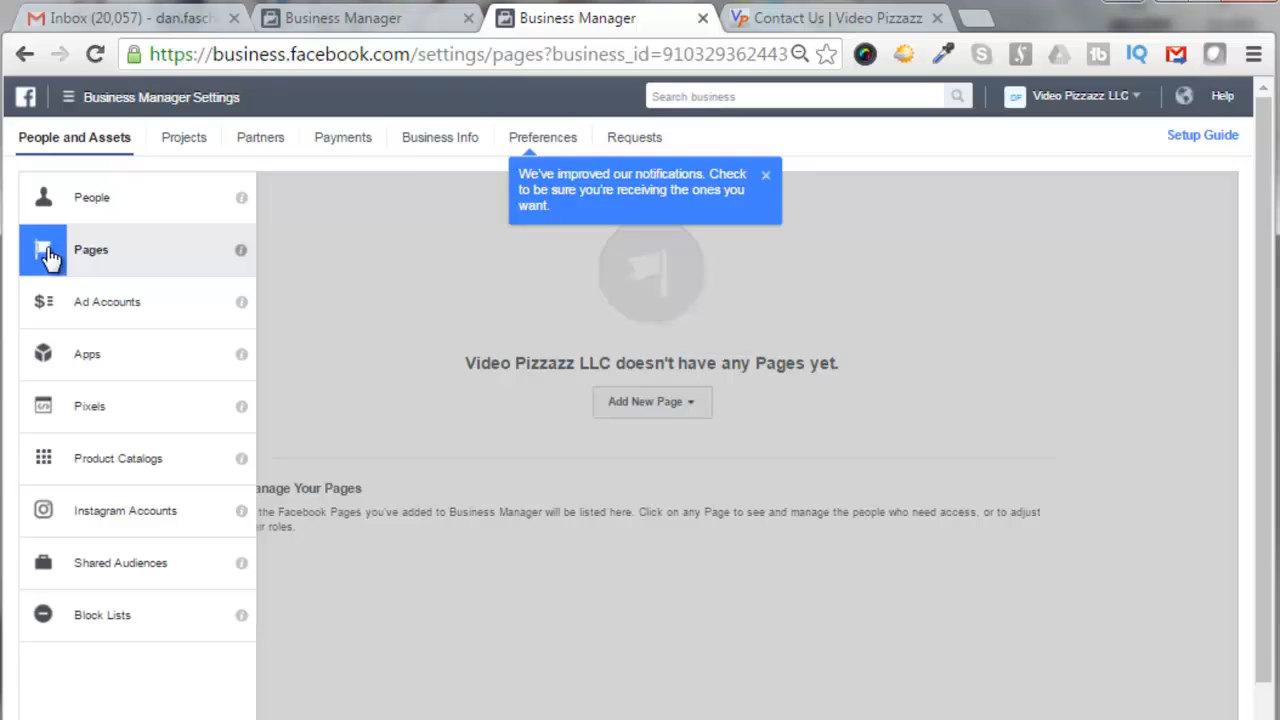 Inbox (20,057) - dan.fasch
Business Manager
Business Manager
Contact Us | Video Pizzazz
https://business.facebook.com/settings/pages?business_id=910329362443
Business Manager Settings
Search business
Video Pizzazz LLC
Help
People and Assets
Projects
Partners
Payments
Business Info
Preferences
Requests
Setup Guide
We've improved our notifications. Check
to be sure you're receiving the ones you
want.
People
Pages
Ad Accounts
Apps
Pixels
Product Catalogs
Instagram Accounts
Shared Audiences
Block Lists
Video Pizzazz LLC doesn't have any Pages yet.
Add New Page
anage Your Pages
the Facebook Pages you've added to Business Manager will be listed here. Click on any Page to see and manage the people who need access, or to adjust
eir roles.